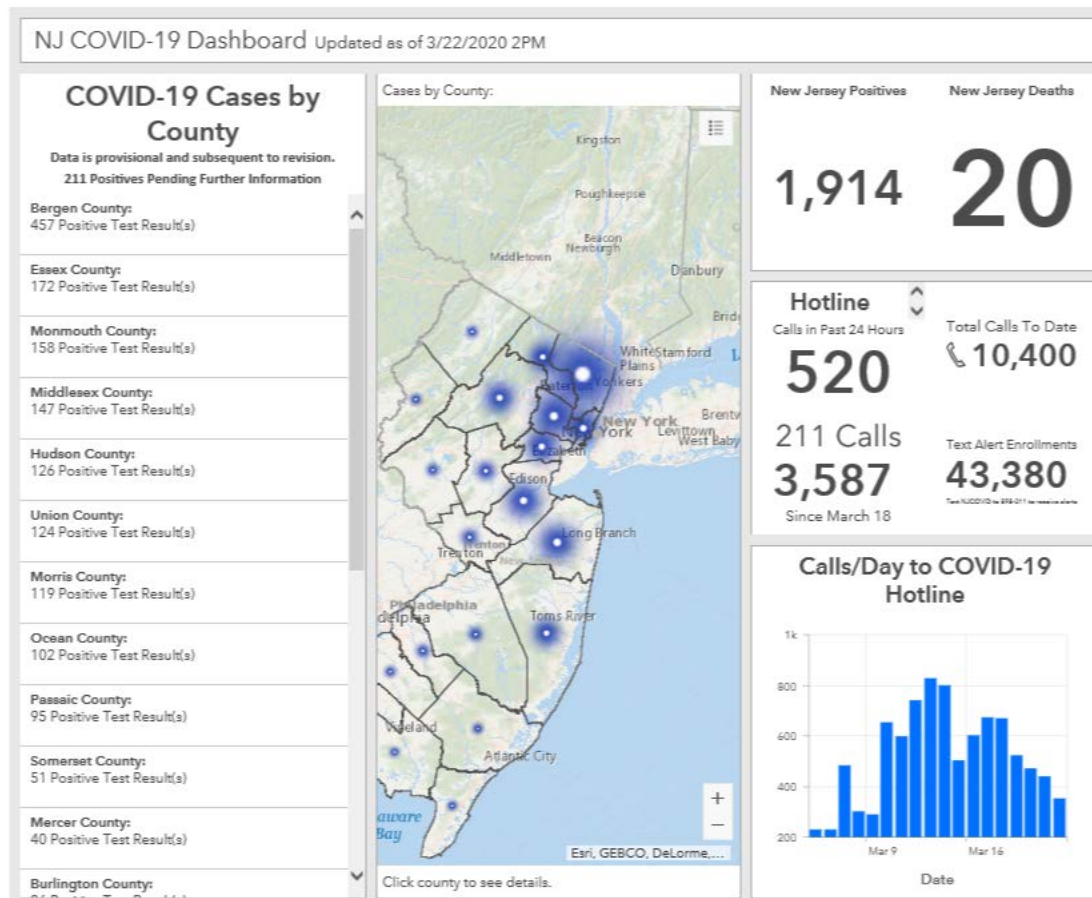 NJ COVID-19 Dashboard Updated as of 3/22/2020 2PM
COVID-19 Cases by
County
Data is provisional and subsequent to revision.
211 Positives Pending Further Information
Bergen County:
457 Positive Test Result(s)
Essex County:
172 Positive Test Result(s)
Monmouth County:
158 Positive Test Result(s)
Middlesex County:
147 Positive Test Result(s)
Hudson County:
126 Positive Test Result(s)
Union County:
124 Positive Test Result(s)
Morris County:
119 Positive Test Result(s)
Ocean County:
102 Positive Test Result(s)
Passaic County:
95 Positive Test Result(s)
Somerset County:
51 Positive Test Result(s)
Mercer County:
40 Positive Test Result(s)
Burlington County:
Cases by County:
Kingston
Poughkeepsie
Beacon
Newburgh
Middletown
Danbury
White Stamford
Plains
Yonkers
New York
Levittown
West Baby
Elizabeth
Edison
Long Branch
Trenton
Philadelphia
Toms River
Vineland
Atlantic City
aware
Bay
Esri, GEBCO, DeLorme,...
Click county to see details.
New Jersey Positives
1,914
New Jersey Deaths
20
Hotline
Calls in Past 24 Hours
520
211 Calls
3,587
Since March 18
Total Calls To Date
10,400
Text Alert Enrollments
43,380
Calls/Day to COVID-19
Hotline
1k
800
600
400
200
Mar 9
Mar 16
Date